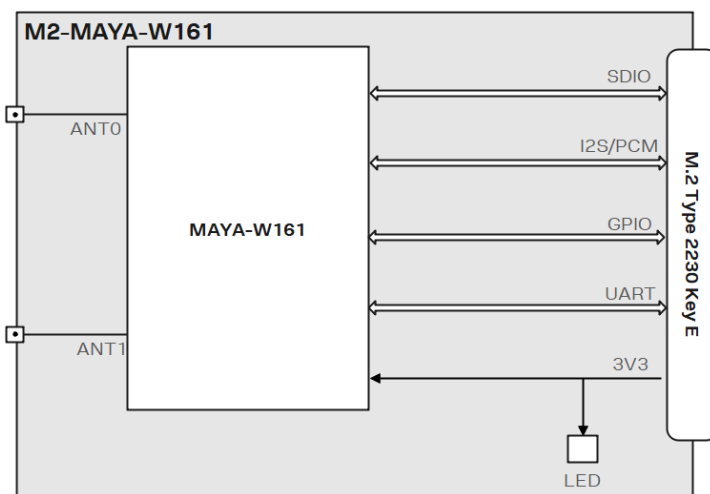 M2-MAYA-W161
SDIO
ANT0
I2S/PCM
MAYA-W161
GPIO
M.2 Type 2230 Key E
UART
ANT1
3V3
LED